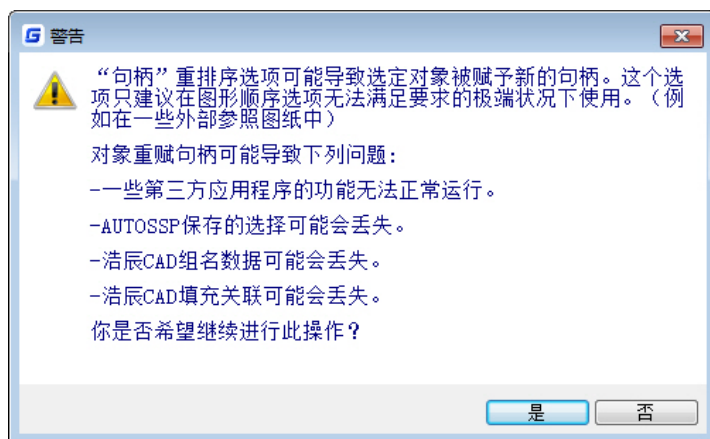 警告
“句柄”重排序选项可能导致选定对象被赋予新的句柄。这个选
项只建议在图形顺序选项无法满足要求的极端状况下使用。（例
如在一些外部参照图纸中）
对象重赋句柄可能导致下列问题：
-一些第三方应用程序的功能无法正常运行。
-AUTOSSP保存的选择可能会丢失。
-浩辰CAD组名数据可能会丢失。
-浩辰CAD填充关联可能会丢失。
你是否希望继续进行此操作？
是
否